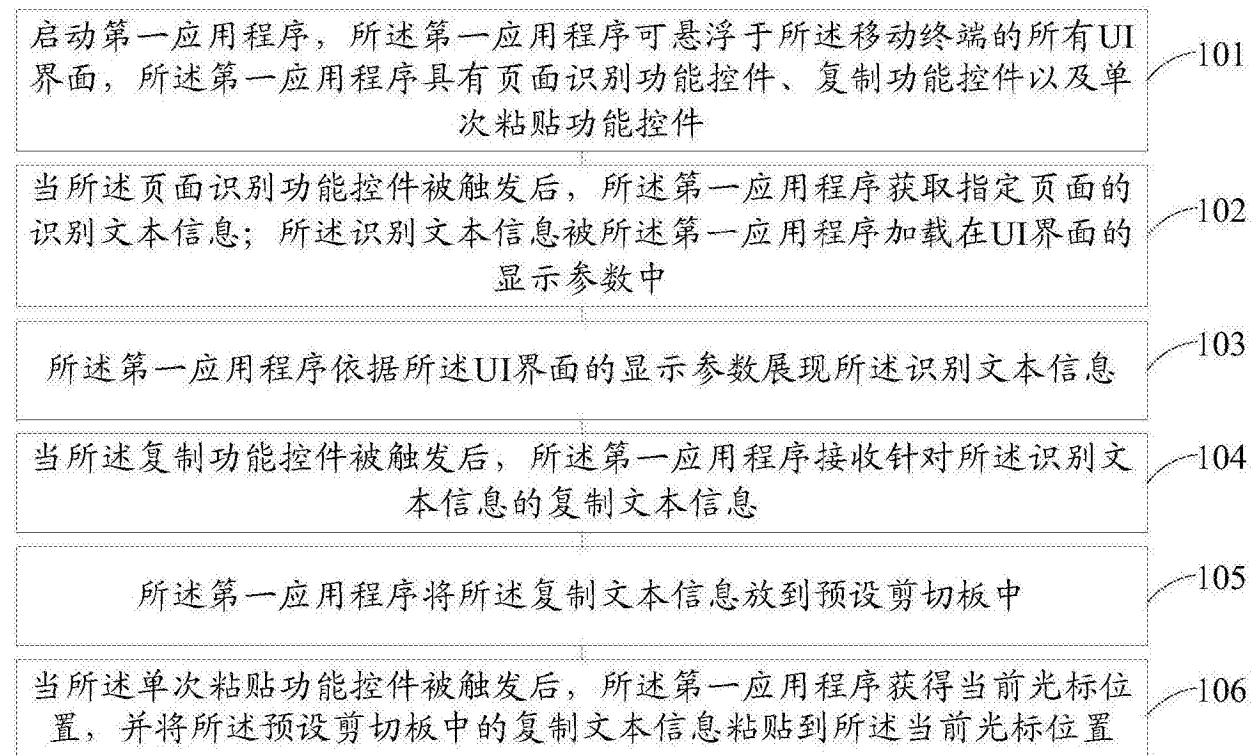 启动第一应用程序，所述第一应用程序可悬浮于所述移动终端的所有UI
界面，所述第一应用程序具有页面识别功能控件、复制功能控件以及单
次粘贴功能控件
101
当所述页面识别功能控件被触发后，所述第一应用程序获取指定页面的
识别文本信息；所述识别文本信息被所述第一应用程序加载在UI界面的
显示参数中
102
所述第一应用程序依据所述UI界面的显示参数展现所述识别文本信息
103
当所述复制功能控件被触发后，所述第一应用程序接收针对所述识别文
本信息的复制文本信息
104
所述第一应用程序将所述复制文本信息放到预设剪切板中
105
当所述单次粘贴功能控件被触发后，所述第一应用程序获得当前光标位
置，并将所述预设剪切板中的复制文本信息粘贴到所述当前光标位置
106